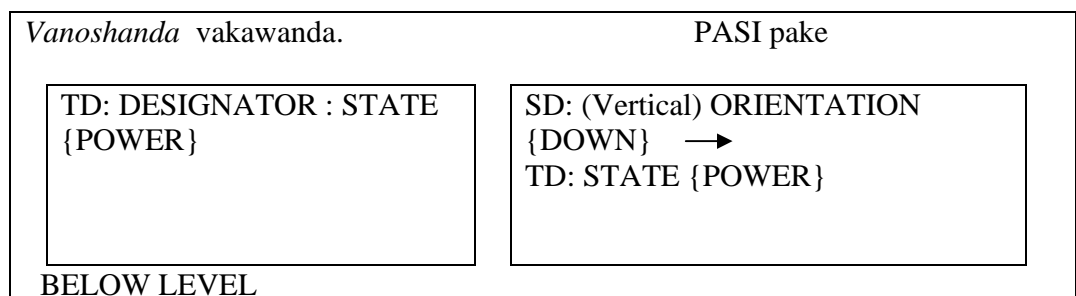 Vanoshanda vakawanda. PASI pake
TD: DESIGNATOR : STATE
{POWER}
SD: (Vertical) ORIENTATION
{DOWN} →
TD: STATE {POWER}
BELOW LEVEL